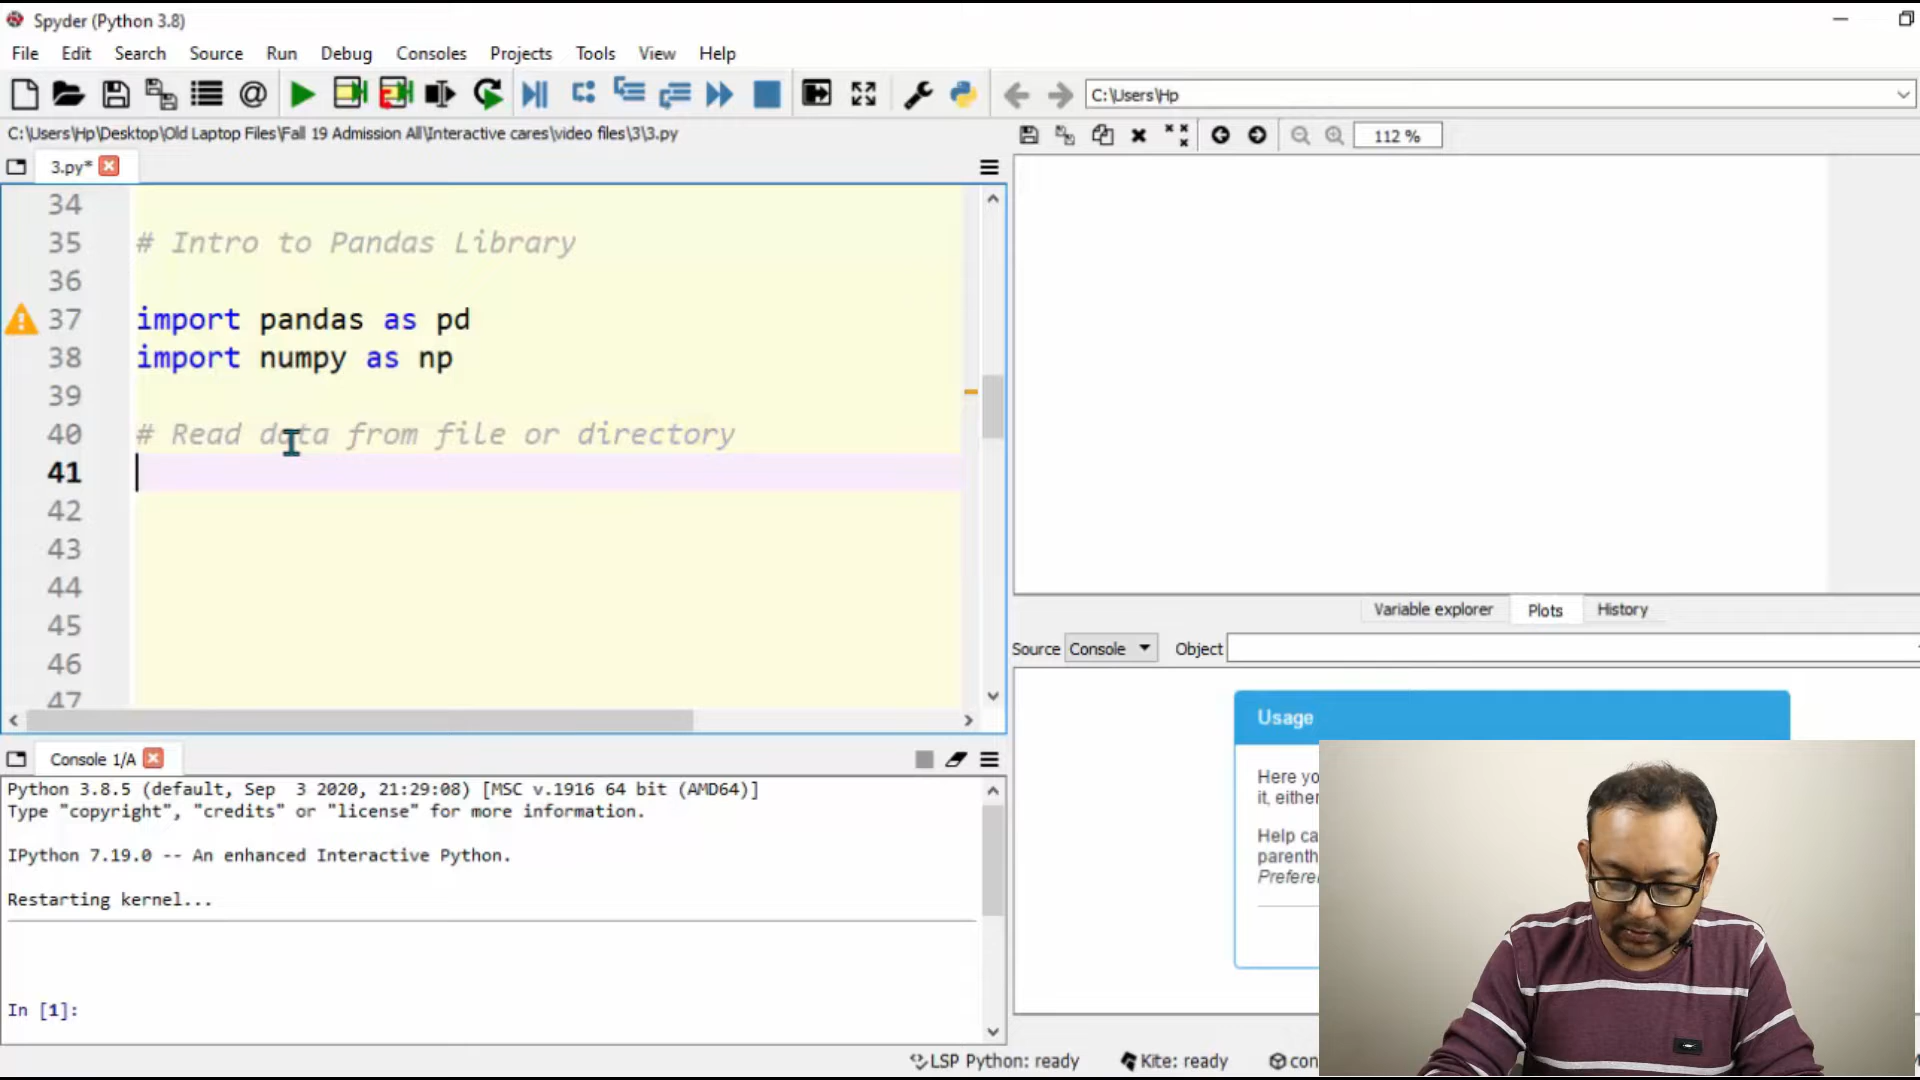 Spyder (Python 3.8)
File Edit Search Source Run Debug Consoles Projects Tools View Help
C:\Users\Hp
C:\Users\Hp\Desktop\Old Laptop Files\Fall 19 Admission All\Interactive cares\video files\3\3.py
112 %
3.py*
34
35 # Intro to Pandas Library
36
37 import pandas as pd
38 import numpy as np
39
40 # Read data from file or directory
41
42
43
44
45
46
47
Variable explorer Plots History
Source Console Object
Usage
Here yo
it, either
Help ca
parenth
Prefere
Console 1/A
Python 3.8.5 (default, Sep  3 2020, 21:29:08) [MSC v.1916 64 bit (AMD64)]
Type "copyright", "credits" or "license" for more information.
IPython 7.19.0 -- An enhanced Interactive Python.
Restarting kernel...
In [1]:
LSP Python: ready Kite: ready con